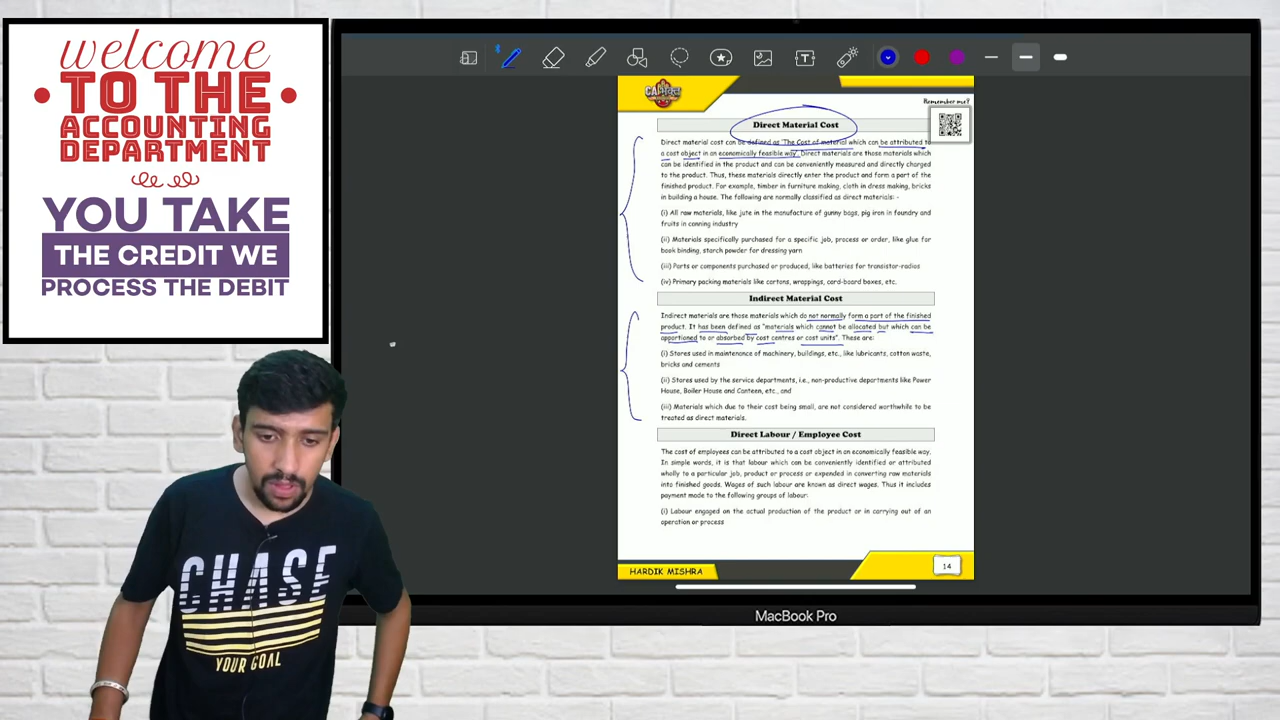 welcome
TO THE
ACCOUNTING
DEPARTMENT
YOU TAKE
THE CREDIT WE
PROCESS THE DEBIT
Remember me?
Direct Material Cost
Direct material cost can be defined as 'The Cost of material which can be attributed to
a cost object in an economically feasible way'. Direct materials are those materials which
can be identified in the product and can be conveniently measured and directly charged
to the product. Thus, these materials directly enter the product and form a part of the
finished product. For example, timber in furniture making, cloth in dress making, bricks
in building a house. The following are normally classified as direct materials: -
(i) All raw materials, like jute in the manufacture of gunny bags, pig iron in foundry and
fruits in canning industry
(ii) Materials specifically purchased for a specific job, process or order, like glue for
book binding, starch powder for dressing yarn
(iii) Parts or components purchased or produced, like batteries for transistor-radios
(iv) Primary packing materials like cartons, wrappings, card-board boxes, etc.
Indirect Material Cost
Indirect materials are those materials which do not normally form a part of the finished
product. It has been defined as "materials which cannot be allocated but which can be
apportioned to or absorbed by cost centres or cost units". These are:
(i) Stores used in maintenance of machinery, buildings, etc., like lubricants, cotton waste,
bricks and cements
(ii) Stores used by the service departments, i.e., non-productive departments like Power
House, Boiler House and Canteen, etc., and
(iii) Materials which due to their cost being small, are not considered worthwhile to be
treated as direct materials.
Direct Labour / Employee Cost
The cost of employees can be attributed to a cost object in an economically feasible way.
In simple words, it is that labour which can be conveniently identified or attributed
wholly to a particular job, product or process or expended in converting raw materials
into finished goods. Wages of such labour are known as direct wages. Thus it includes
payment made to the following groups of labour:
(i) Labour engaged on the actual production of the product or in carrying out of an
operation or process
HARDIK MISHRA
14
MacBook Pro
CHASE
YOUR GOAL